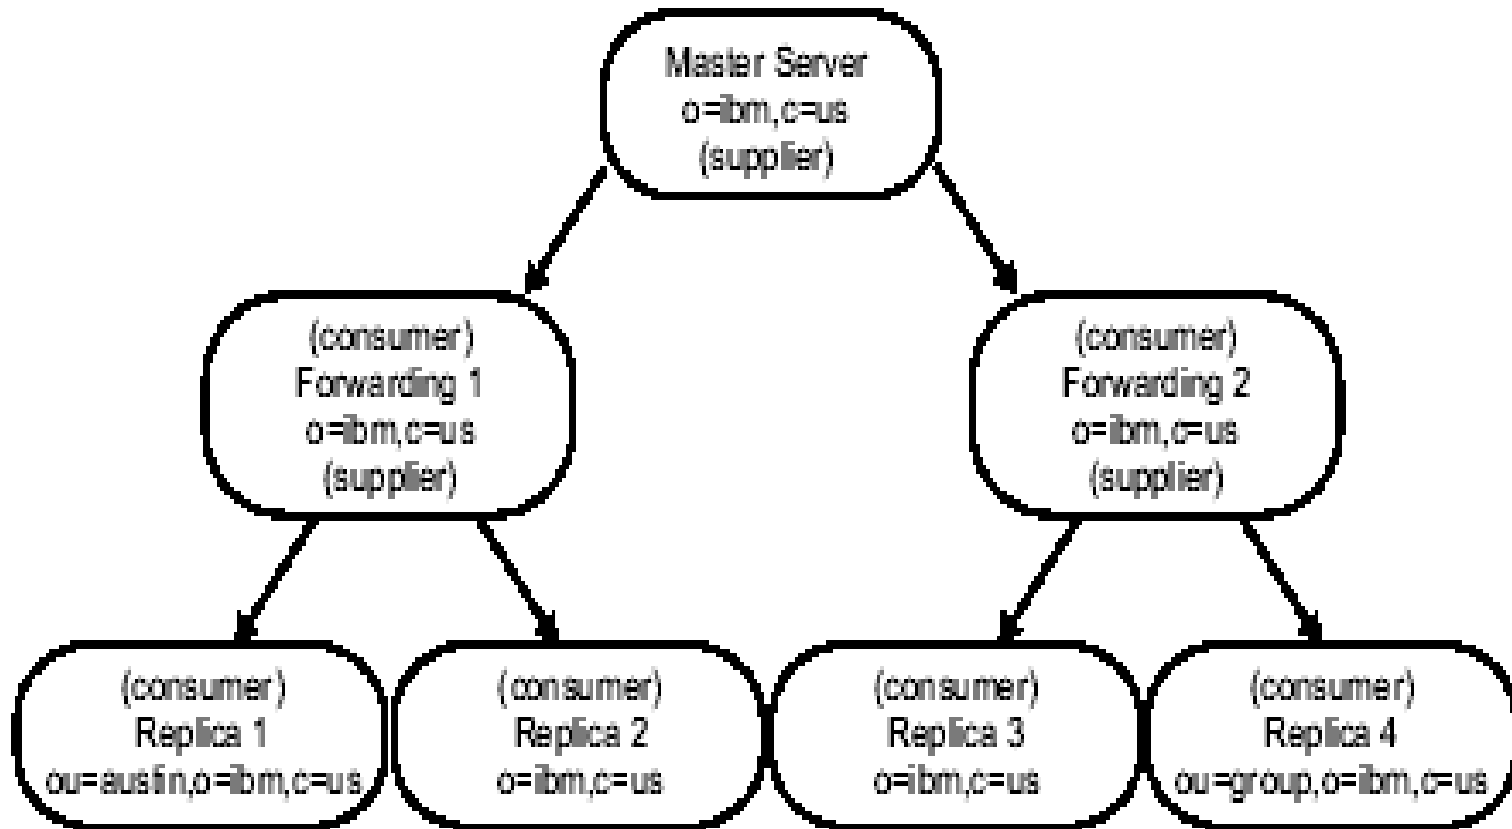 Master Server
o=ibm,c=us
(supplier)
(consumer)
Forwarding 1
o=ibm,c=us
(supplier)
(consumer)
Forwarding 2
o=ibm,c=us
(supplier)
(consumer)
Replica 1
ou=austin,o=ibm,c=us
(consumer)
Replica 2
o=ibm,c=us
(consumer)
Replica 3
o=ibm,c=us
(consumer)
Replica 4
ou=group,o=ibm,c=us